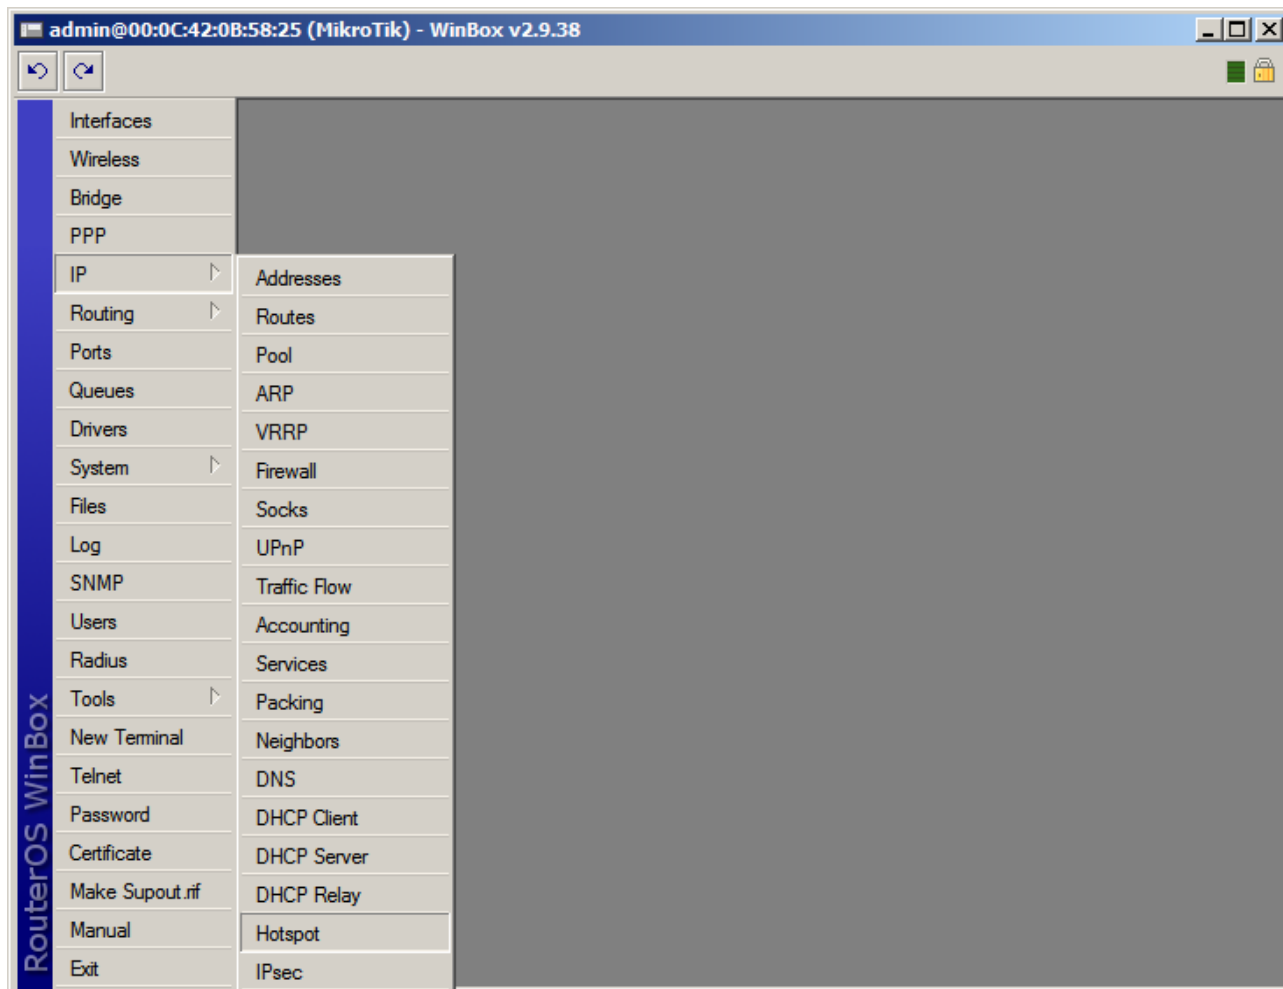 admin@00:0C:42:0B:58:25 (MikroTik) - WinBox v2.9.38
Interfaces
Wireless
Bridge
PPP
IP
Routing
Ports
Queues
Drivers
System
Files
Log
SNMP
Users
Radius
Tools
New Terminal
Telnet
Password
Certificate
Make Supout.rif
Manual
Exit
Addresses
Routes
Pool
ARP
VRRP
Firewall
Socks
UPnP
Traffic Flow
Accounting
Services
Packing
Neighbors
DNS
DHCP Client
DHCP Server
DHCP Relay
Hotspot
IPsec
RouterOS WinBox